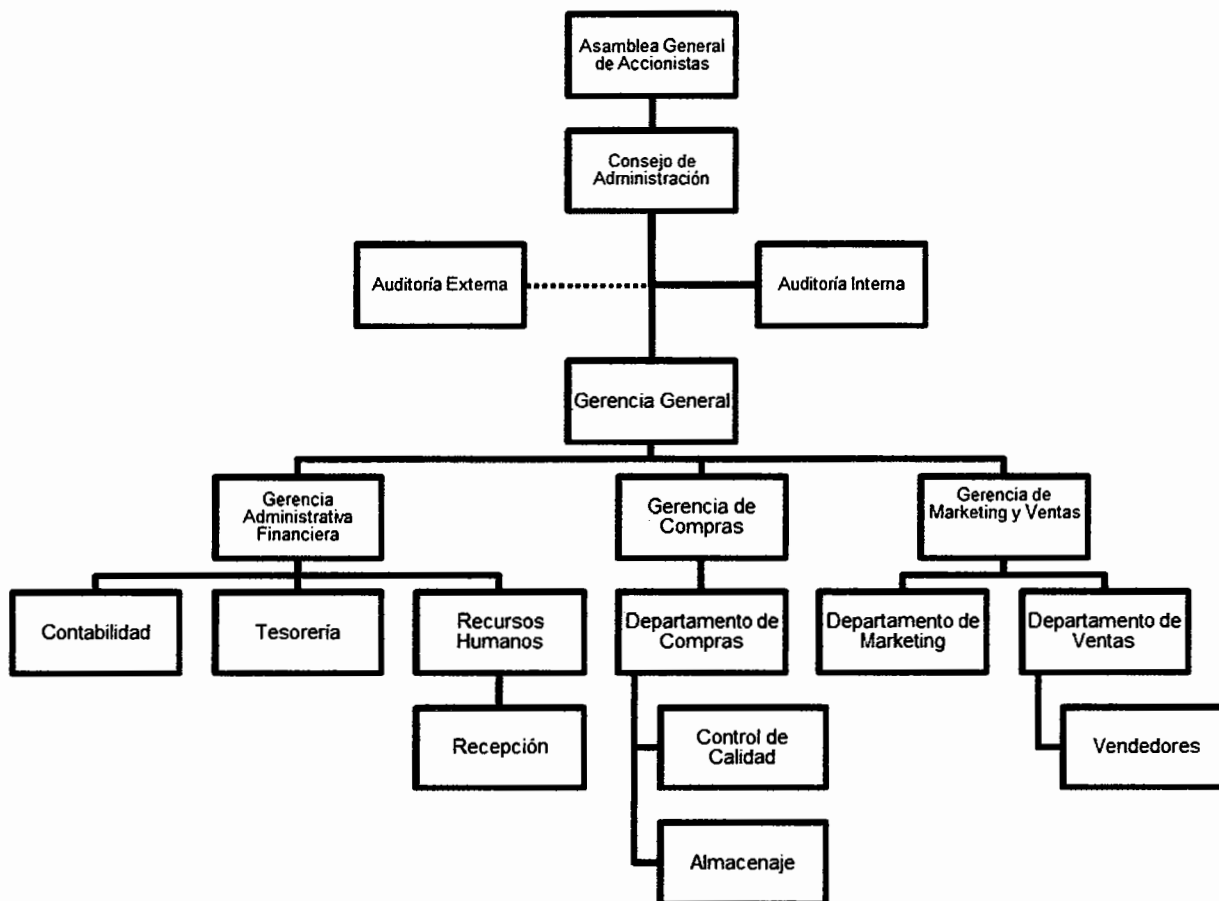 Asamblea General
de Accionistas
Consejo de
Administración
Auditoría Externa
Auditoría Interna
Gerencia General
Gerencia
Administrativa
Financiera
Gerencia de
Compras
Gerencia de
Marketing y Ventas
Contabilidad
Tesorería
Recursos
Humanos
Departamento de
Compras
Departamento de
Marketing
Departamento de
Ventas
Recepción
Control de
Calidad
Vendedores
Almacenaje